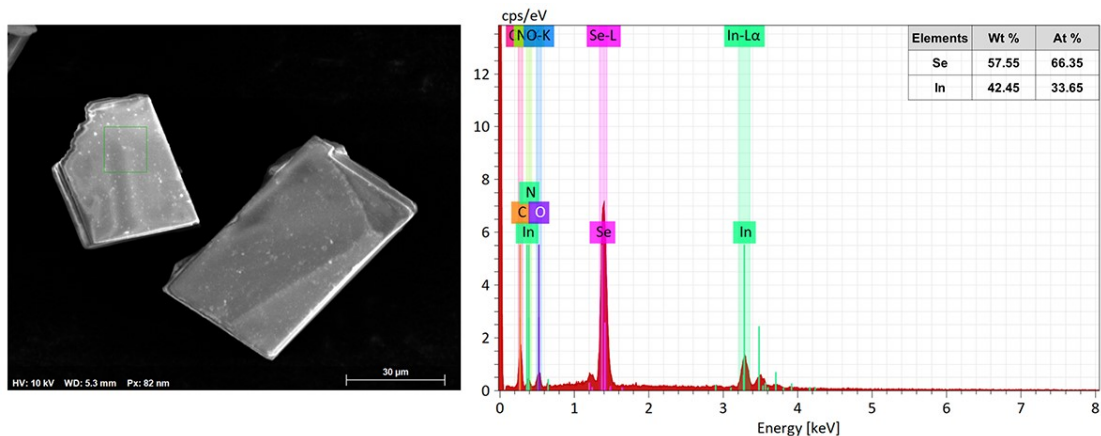 HV: 10 kV WD: 5.3 mm Px: 82 nm
30 µm
cps/eV
N O-K
Se-L
In-Lα
Elements Wt % At %
Se 57.55 66.35
In 42.45 33.65
12
10
8
6
4
2
0
N
C O
In
Se
In
0 1 2 3 4 5 6 7 8
Energy [keV]